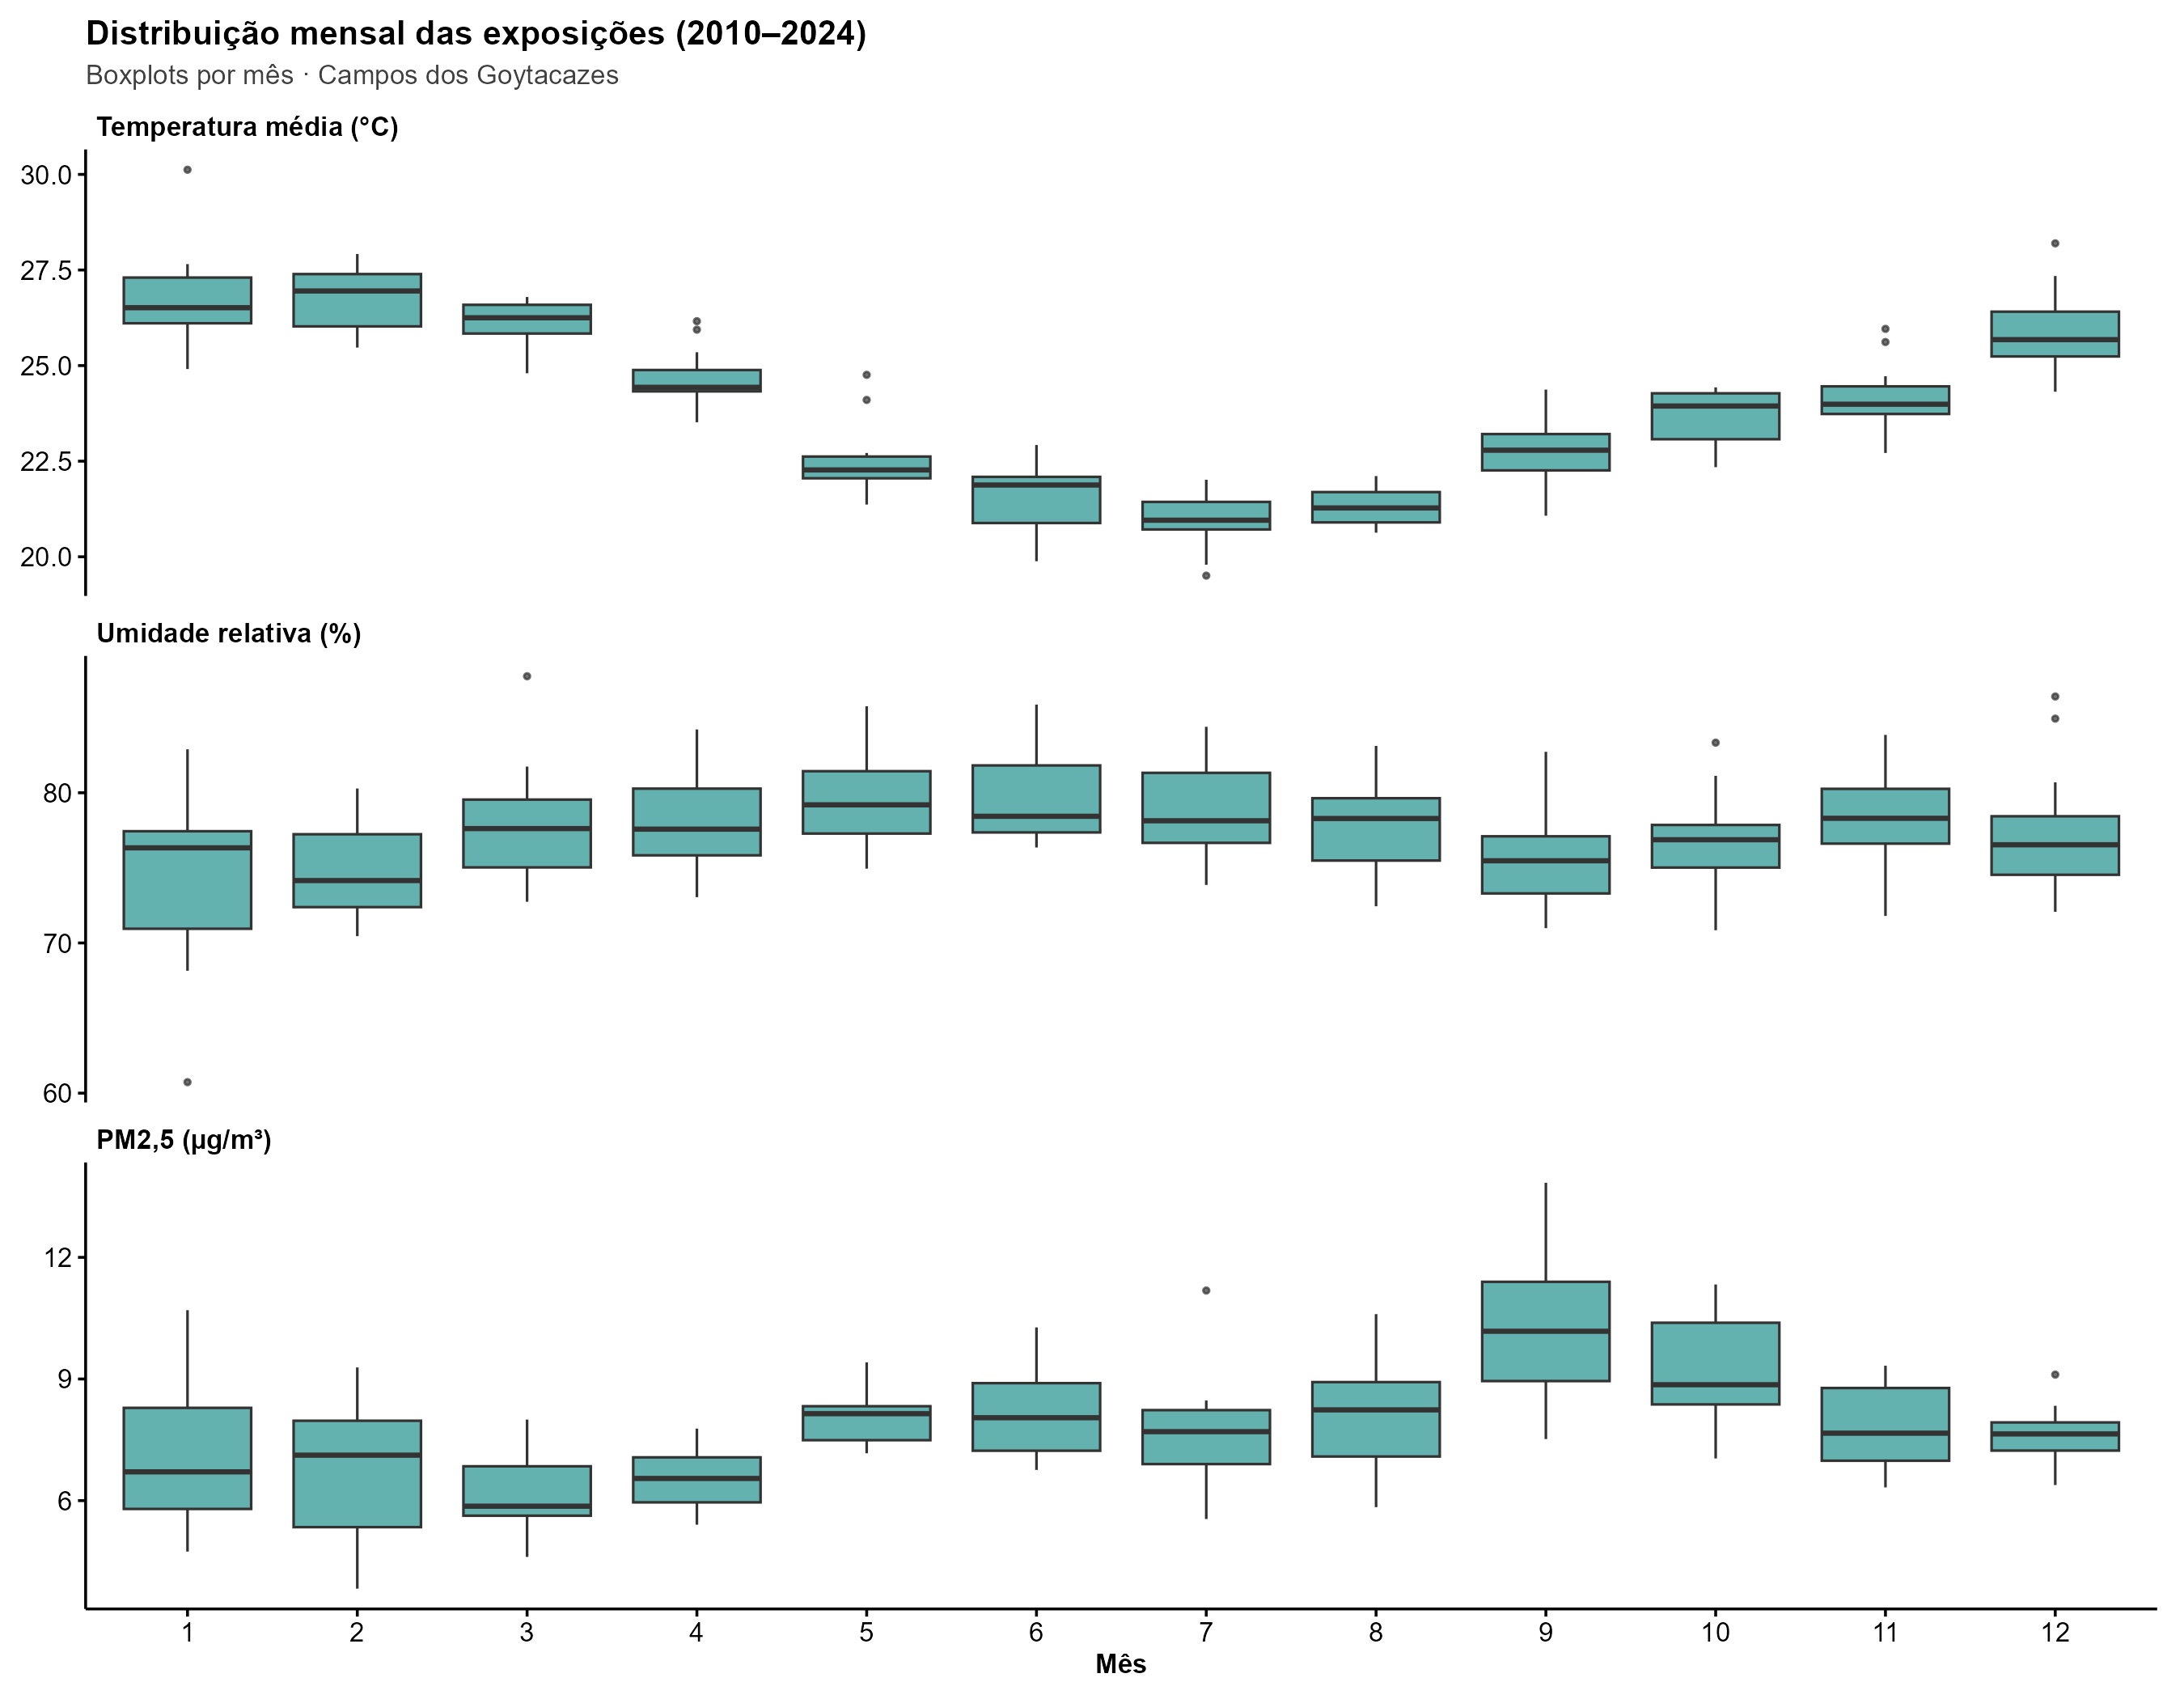 Distribuição mensal das exposições (2010–2024)
Boxplots por mês · Campos dos Goytacazes
Temperatura média (°C)
30.0
27.5
25.0
22.5
20.0
Umidade relativa (%)
80
70
60
PM2,5 (µg/m³)
12
9
6
1 2 3 4 5 6 7 8 9 10 11 12
Mês